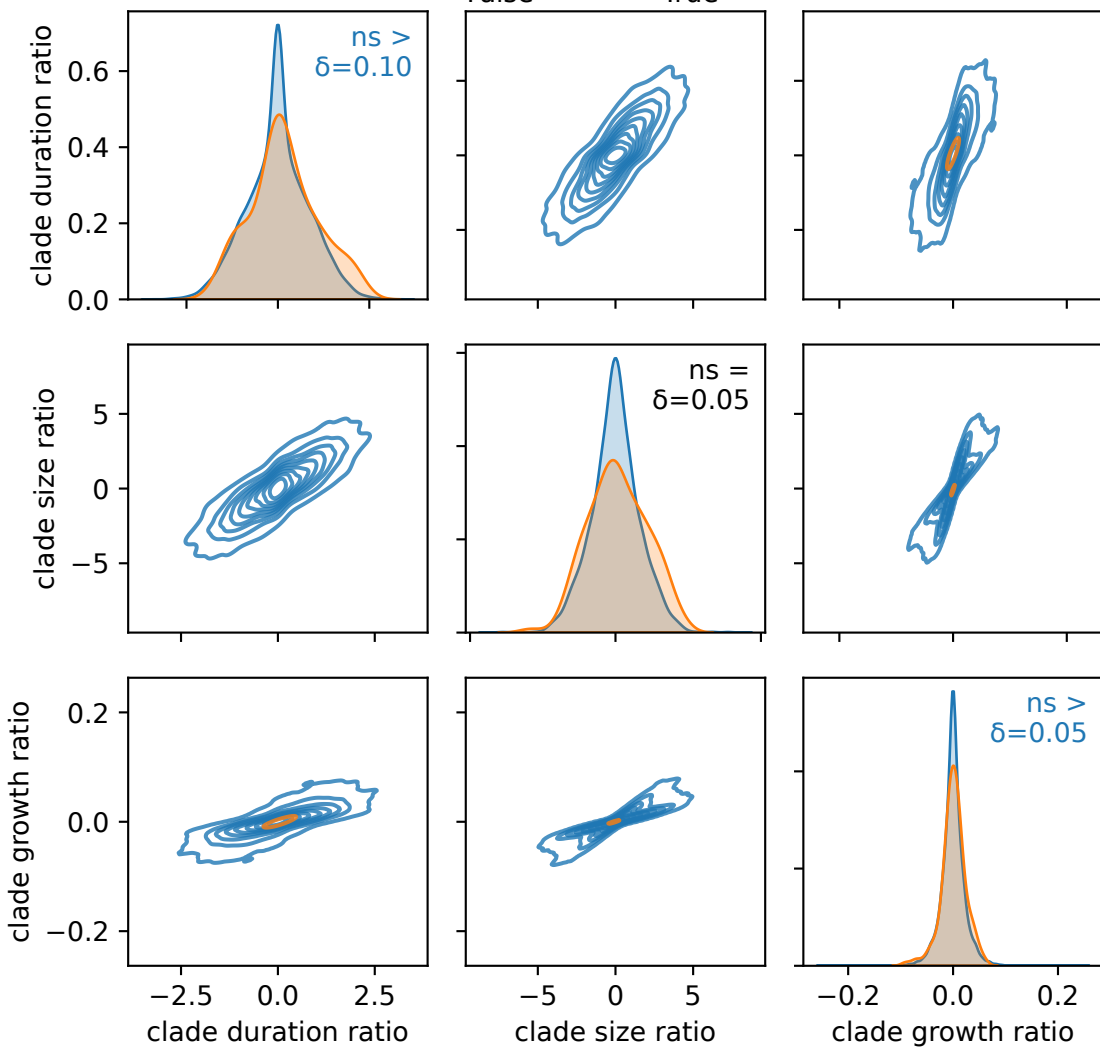 True
ns >
δ=0.10
clade duration ratio
0.6
0.4
0.2
0.0
ns =
δ=0.05
clade size ratio
5
0
−5
ns >
δ=0.05
clade growth ratio
0.2
0.0
−0.2
−2.5 0.0 2.5
−5 0 5
−0.2 0.0 0.2
clade duration ratio
clade size ratio
clade growth ratio